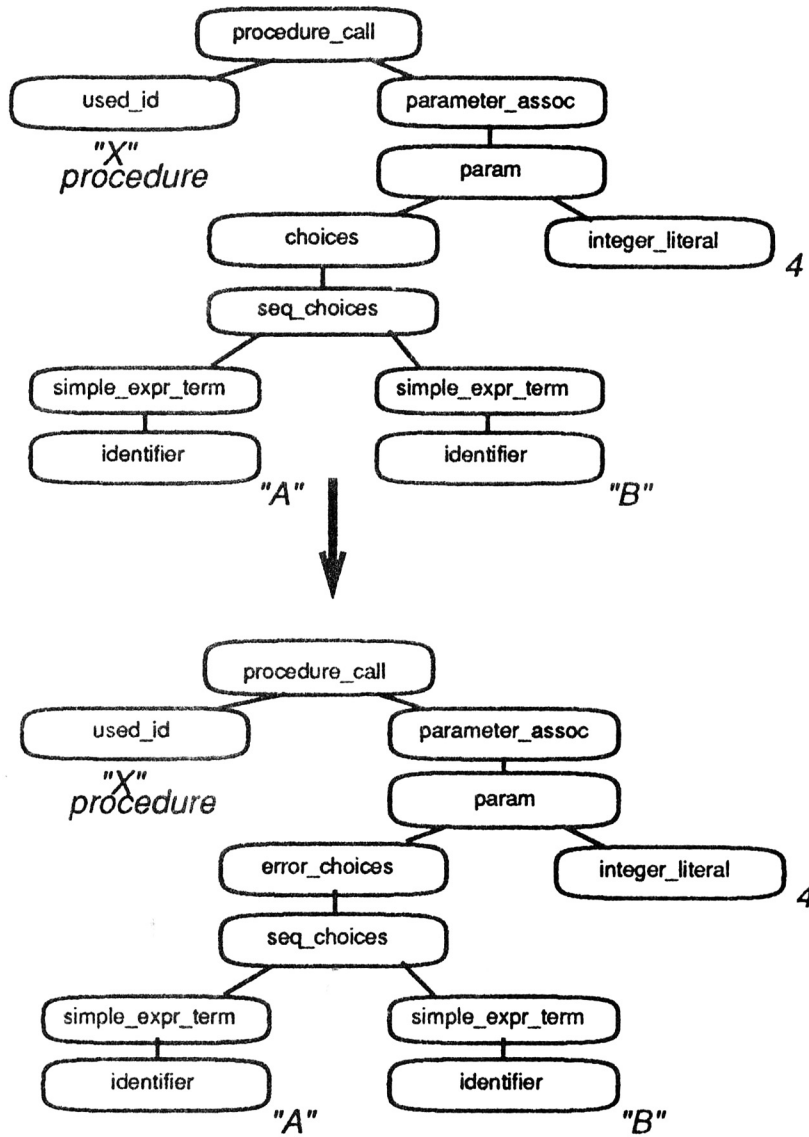 procedure_call
used_id
parameter_assoc
"X"
procedure
param
choices
integer_literal
4
seq_choices
simple_expr_term
simple_expr_term
identifier
identifier
"A"
"B"
procedure_call
used_id
parameter_assoc
"X"
procedure
param
error_choices
integer_literal
4
seq_choices
simple_expr_term
simple_expr_term
identifier
identifier
"A"
"B"